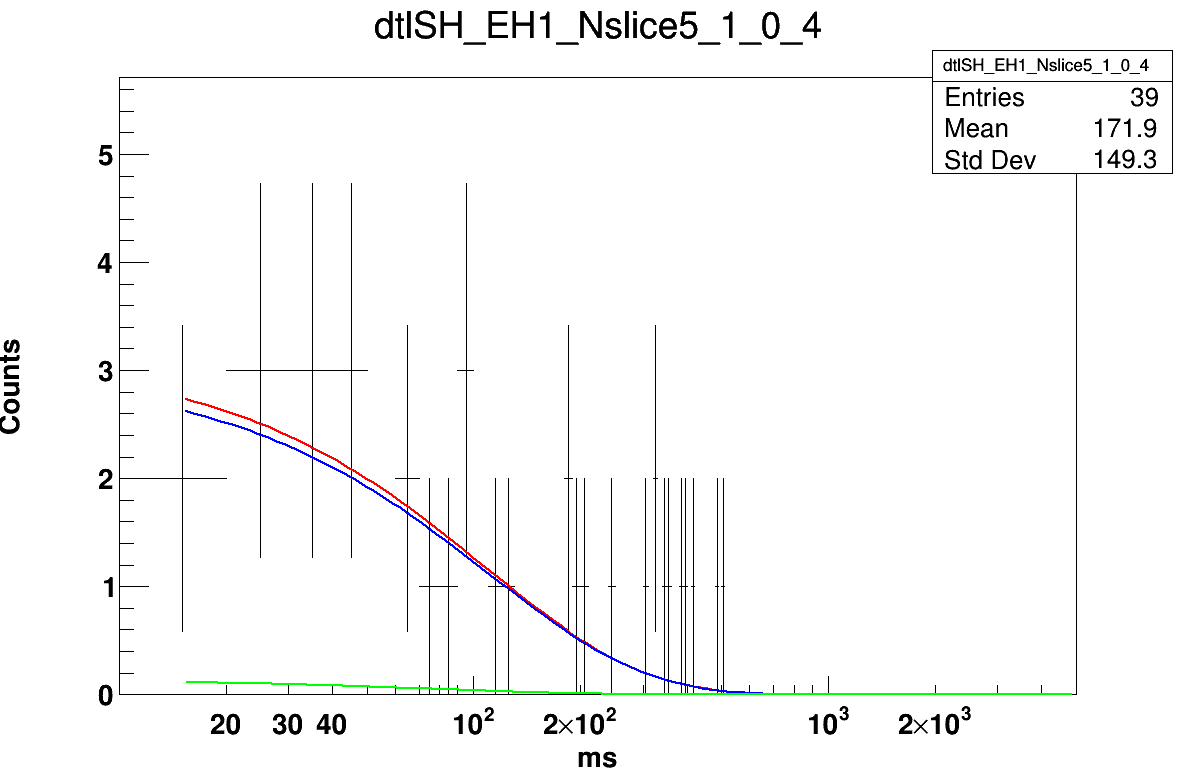 dtlSH_EH1_Nslice5_1_0_4
dtlSH_EH1_Nslice5_1_0_4
Entries 39
Mean 171.9
Std Dev 149.3
Counts
5
4
3
2
1
0
20 30 40 10² 2×10² 10³ 2×10³
ms